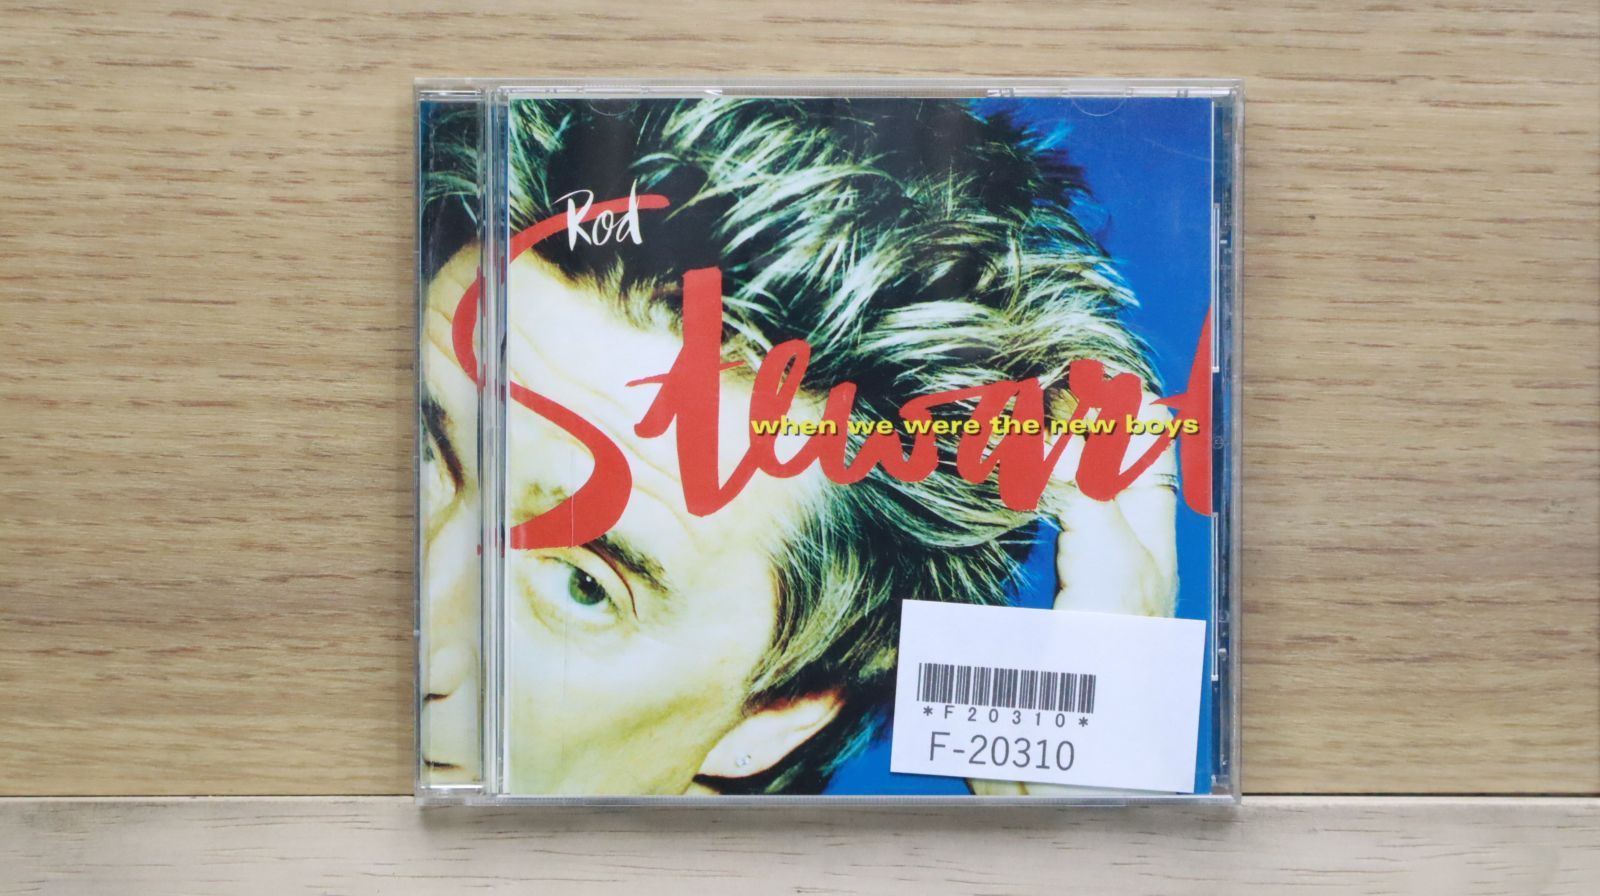 Rod
Stewart
when we were the new boys
*F20310*
F-20310